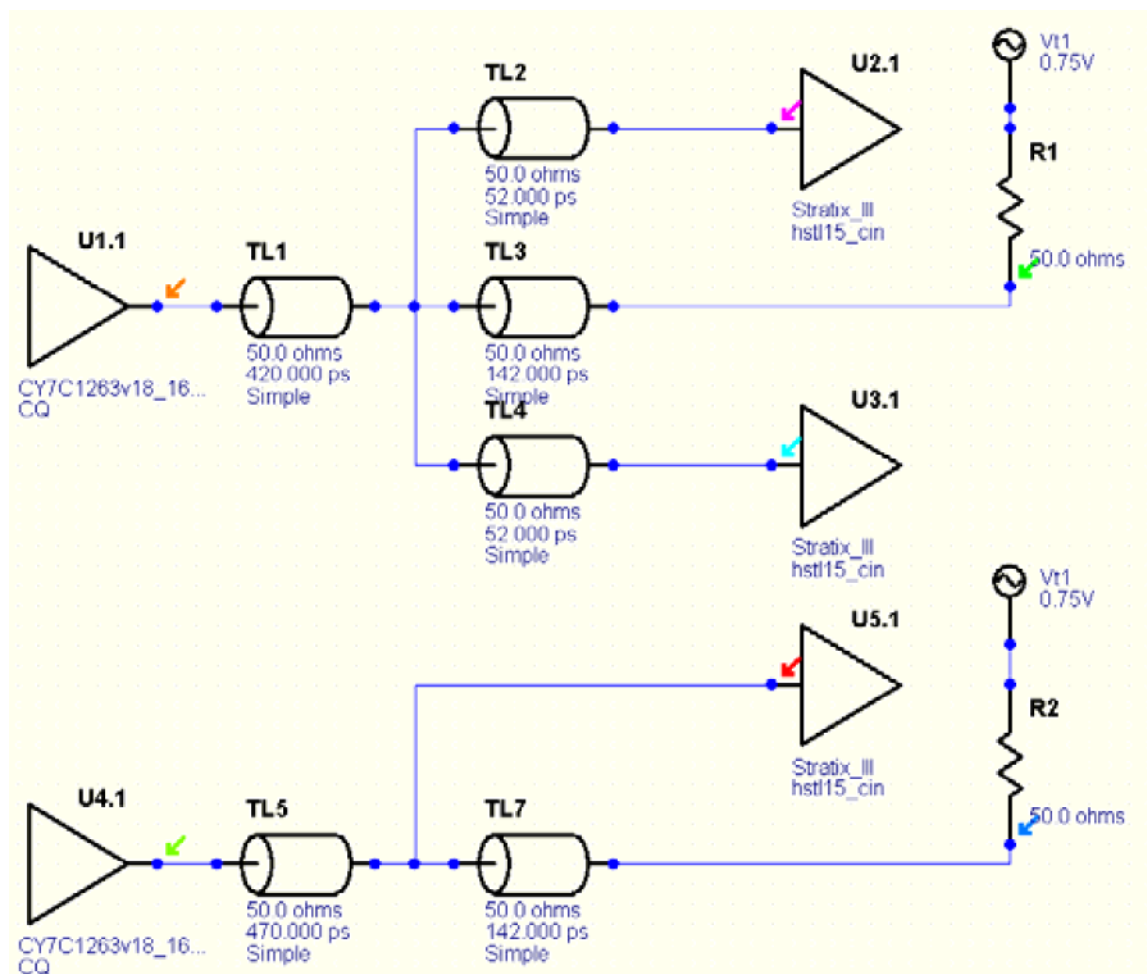 Vt1
0.75V
TL2
U2.1
50.0 ohms
52.000 ps
Simple
R1
Stratix_III
hstl15_cin
U1.1
TL1
TL3
50.0 ohms
50.0 ohms
420.000 ps
Simple
50.0 ohms
142.000 ps
Simple
CY7C1263v18_16...
CQ
TL4
U3.1
50.0 ohms
52.000 ps
Simple
Stratix_III
hstl15_cin
Vt1
0.75V
U5.1
R2
Stratix_III
hstl15_cin
U4.1
TL5
TL7
50.0 ohms
50.0 ohms
470.000 ps
Simple
50.0 ohms
142.000 ps
Simple
CY7C1263v18_16...
CQ